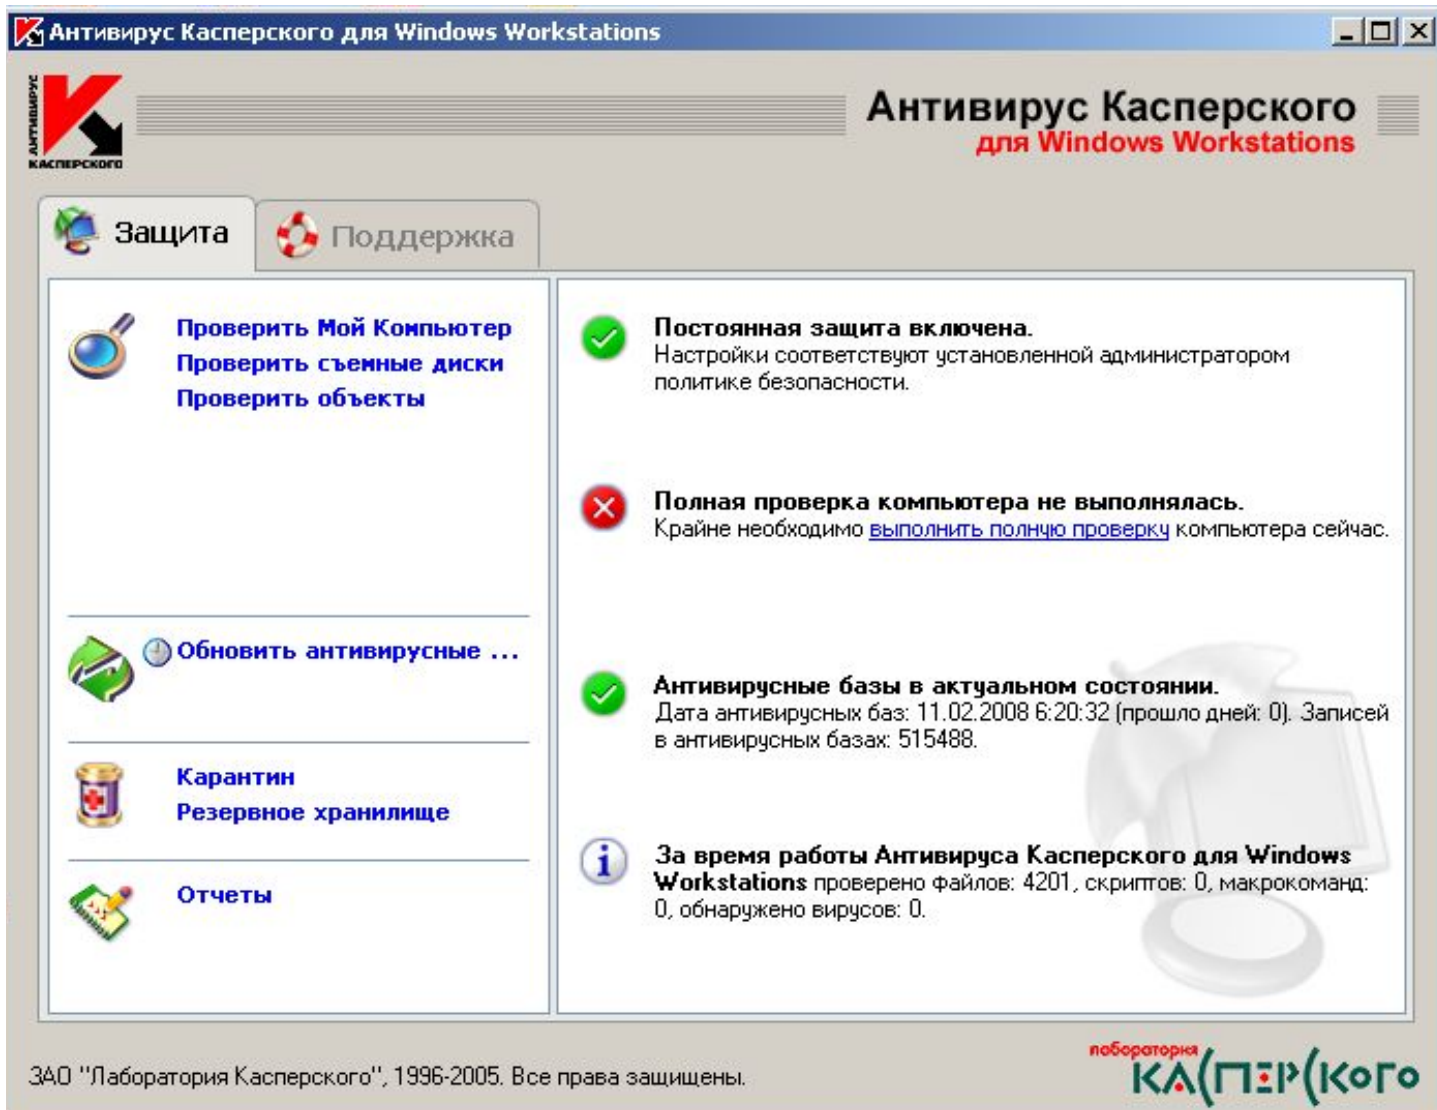 Антивирус Касперского для Windows Workstations
АНТИВИРУС
КАСПЕРСКОГО
Антивирус Касперского
для Windows Workstations
Защита
Поддержка
Проверить Мой Компьютер
Проверить съемные диски
Проверить объекты
Обновить антивирусные ...
Карантин
Резервное хранилище
Отчеты
Постоянная защита включена.
Настройки соответствуют установленной администратором
политике безопасности.
Полная проверка компьютера не выполнялась.
Крайне необходимо выполнить полную проверку компьютера сейчас.
Антивирусные базы в актуальном состоянии.
Дата антивирусных баз: 11.02.2008 6:20:32 (прошло дней: 0). Записей
в антивирусных базах: 515488.
За время работы Антивируса Касперского для Windows
Workstations проверено файлов: 4201, скриптов: 0, макрокоманд:
0, обнаружено вирусов: 0.
ЗАО "Лаборатория Касперского", 1996-2005. Все права защищены.
лаборатория
КАСПЕРСКОГО